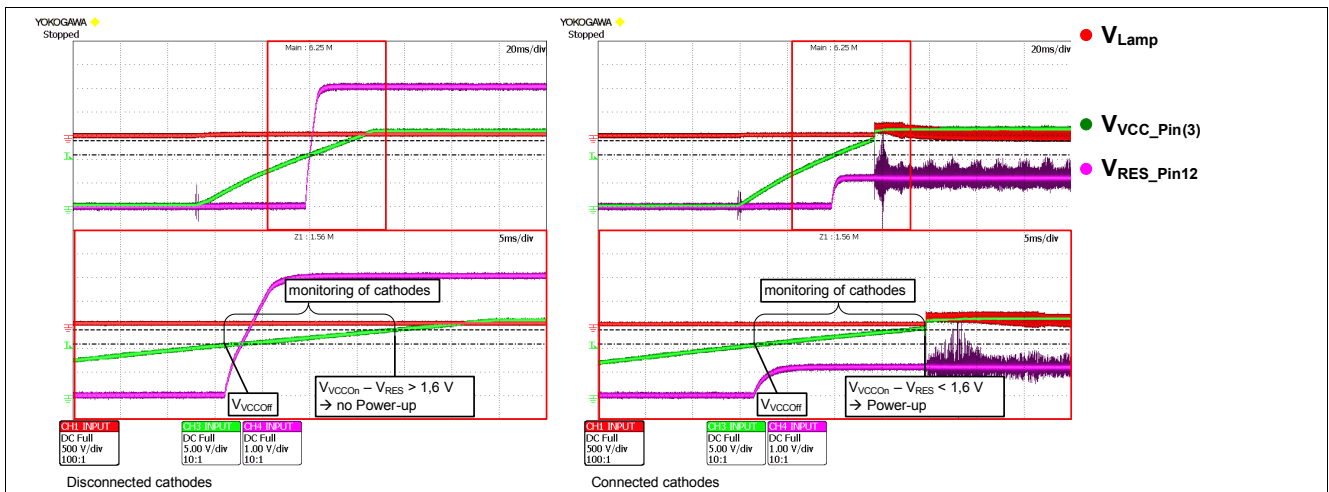 YOKOGAWA
Stopped
Main : 6.25 M
20ms/div
Z1 : 1.56 M
5ms/div
monitoring of cathodes
VVCCOn – VRES > 1,6 V
→ no Power-up
VVCCOff
CH1 INPUT
DC Full
500 V/div
100:1
CH3 INPUT
DC Full
5.00 V/div
10:1
CH4 INPUT
DC Full
1.00 V/div
10:1
Disconnected cathodes
YOKOGAWA
Stopped
Main : 6.25 M
20ms/div
Z1 : 1.56 M
5ms/div
monitoring of cathodes
VVCCOn – VRES < 1,6 V
→ Power-up
VVCCOff
CH1 INPUT
DC Full
500 V/div
100:1
CH3 INPUT
DC Full
5.00 V/div
10:1
CH4 INPUT
DC Full
1.00 V/div
10:1
Connected cathodes
VLamp
VVCC_Pin(3)
VRES_Pin12